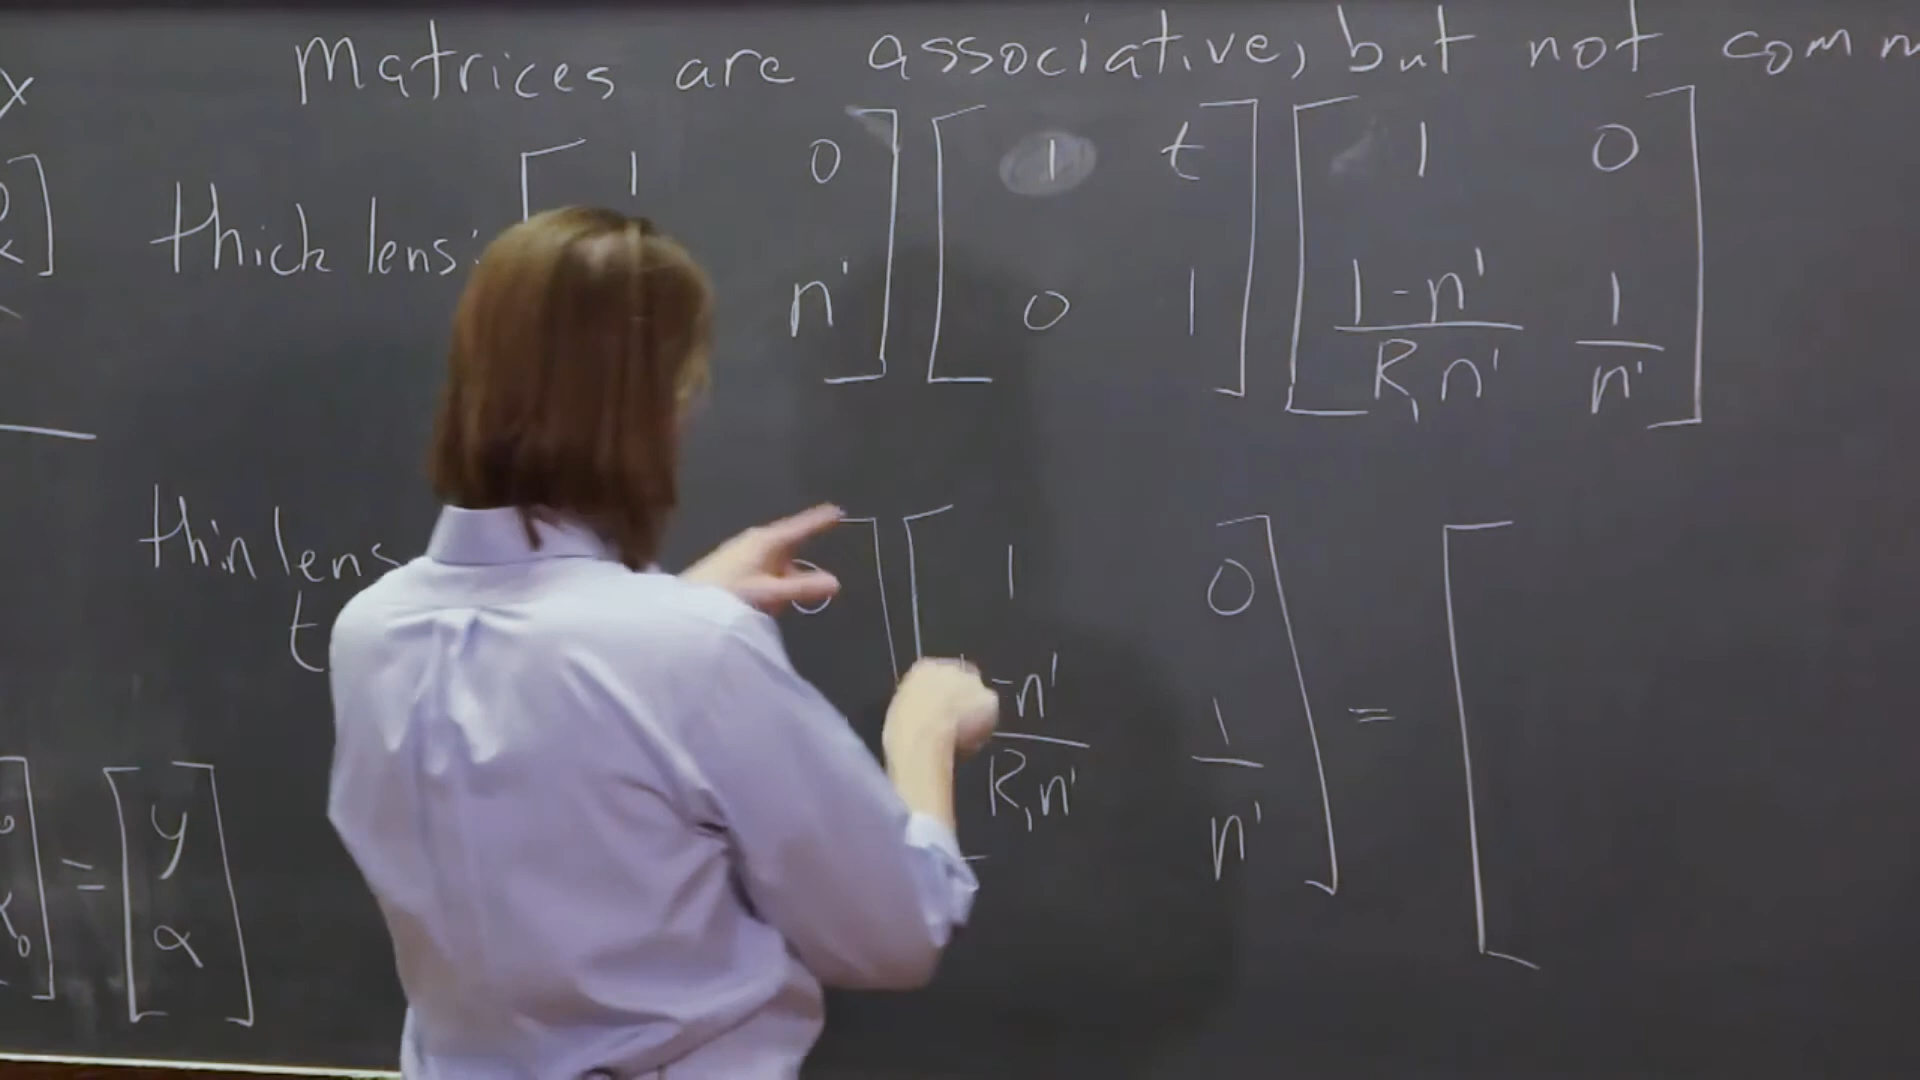 Matrices are associative, but not comm
x
thick lens: [ 1 0 ] [ 1 t ] [ 1 0 ]
n' 0 1 1-n' / R₁n' 1 / n'
thin lens 0 ] [ 1 0 ] = [
t -n' / R₁n' 1 / n'
= [ y
α ]